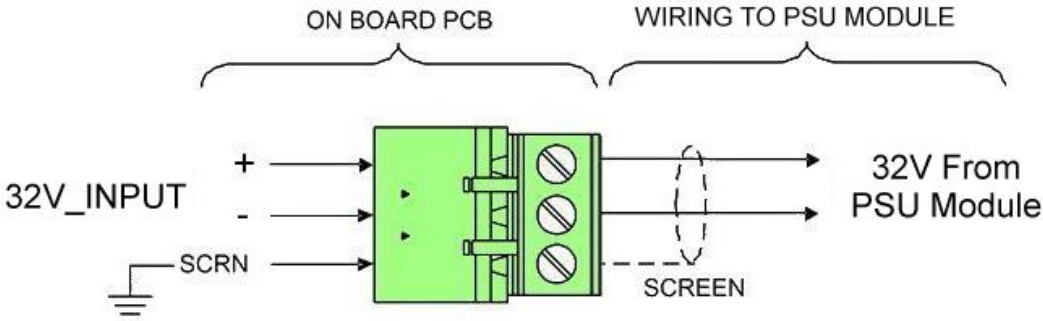 ON BOARD PCB
WIRING TO PSU MODULE
32V_INPUT
+
-
SCRN
32V From
PSU Module
SCREEN